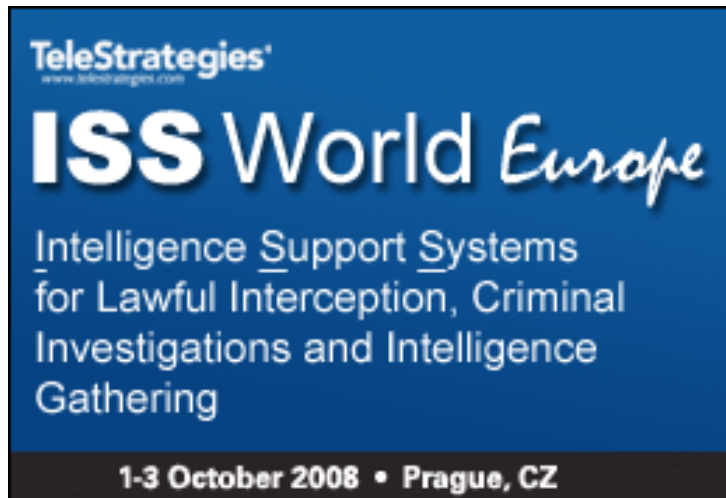 TeleStrategies®
www.telestrategies.com
ISS World Europe
Intelligence Support Systems
for Lawful Interception, Criminal
Investigations and Intelligence
Gathering
1-3 October 2008 • Prague, CZ